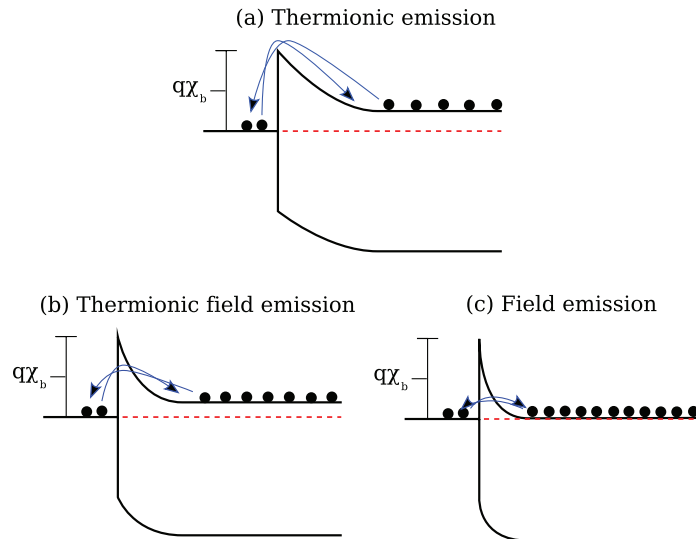 (a) Thermionic emission
qχb
(b) Thermionic field emission
(c) Field emission
qχb
qχb